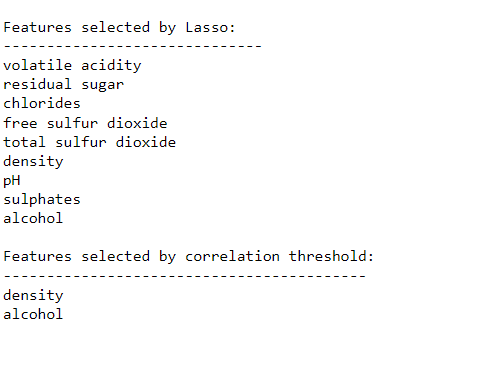 Features selected by Lasso:
------------------------------
volatile acidity
residual sugar
chlorides
free sulfur dioxide
total sulfur dioxide
density
pH
sulphates
alcohol
Features selected by correlation threshold:
------------------------------------------
density
alcohol